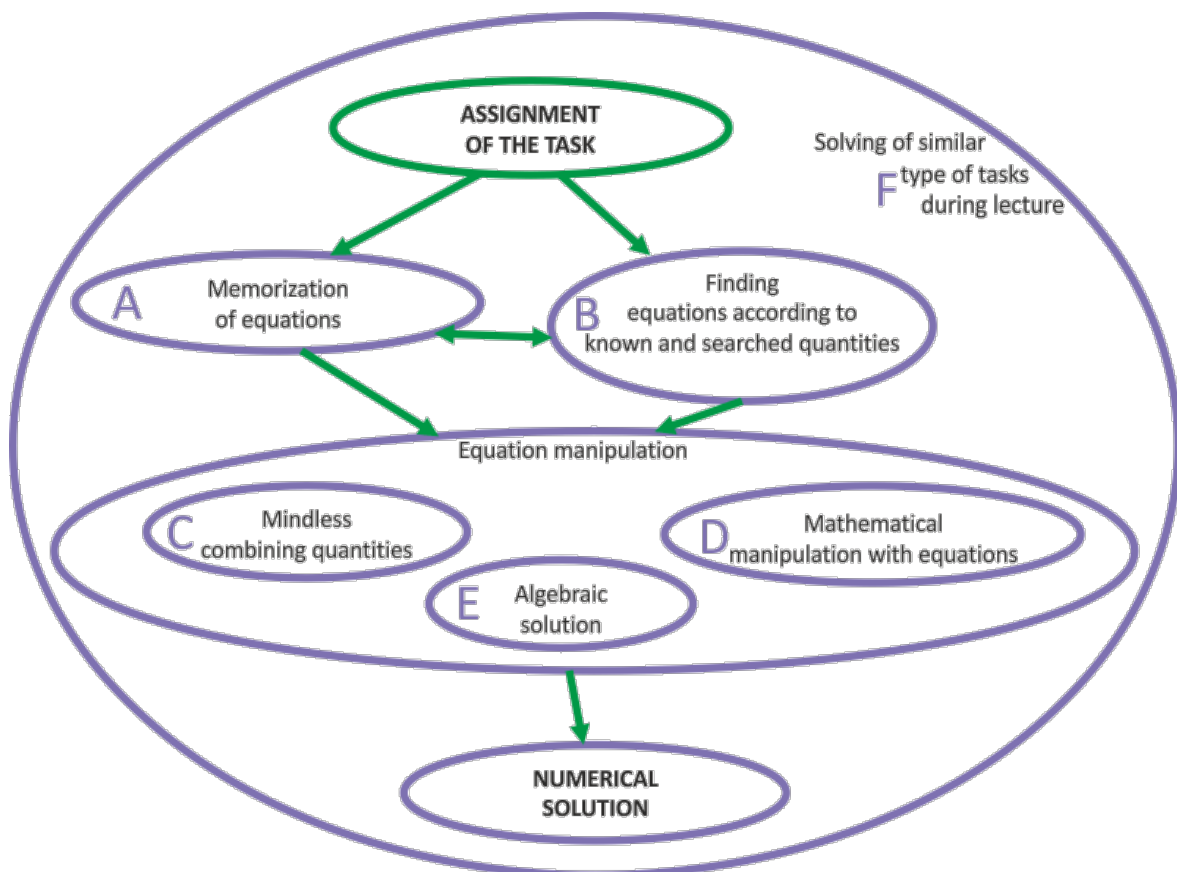 ASSIGNMENT
OF THE TASK
Solving of similar
F type of tasks
during lecture
A
Memorization
of equations
B
Finding
equations according to
known and searched quantities
Equation manipulation
C
Mindless
combining quantities
D
Mathematical
manipulation with equations
E
Algebraic
solution
NUMERICAL
SOLUTION